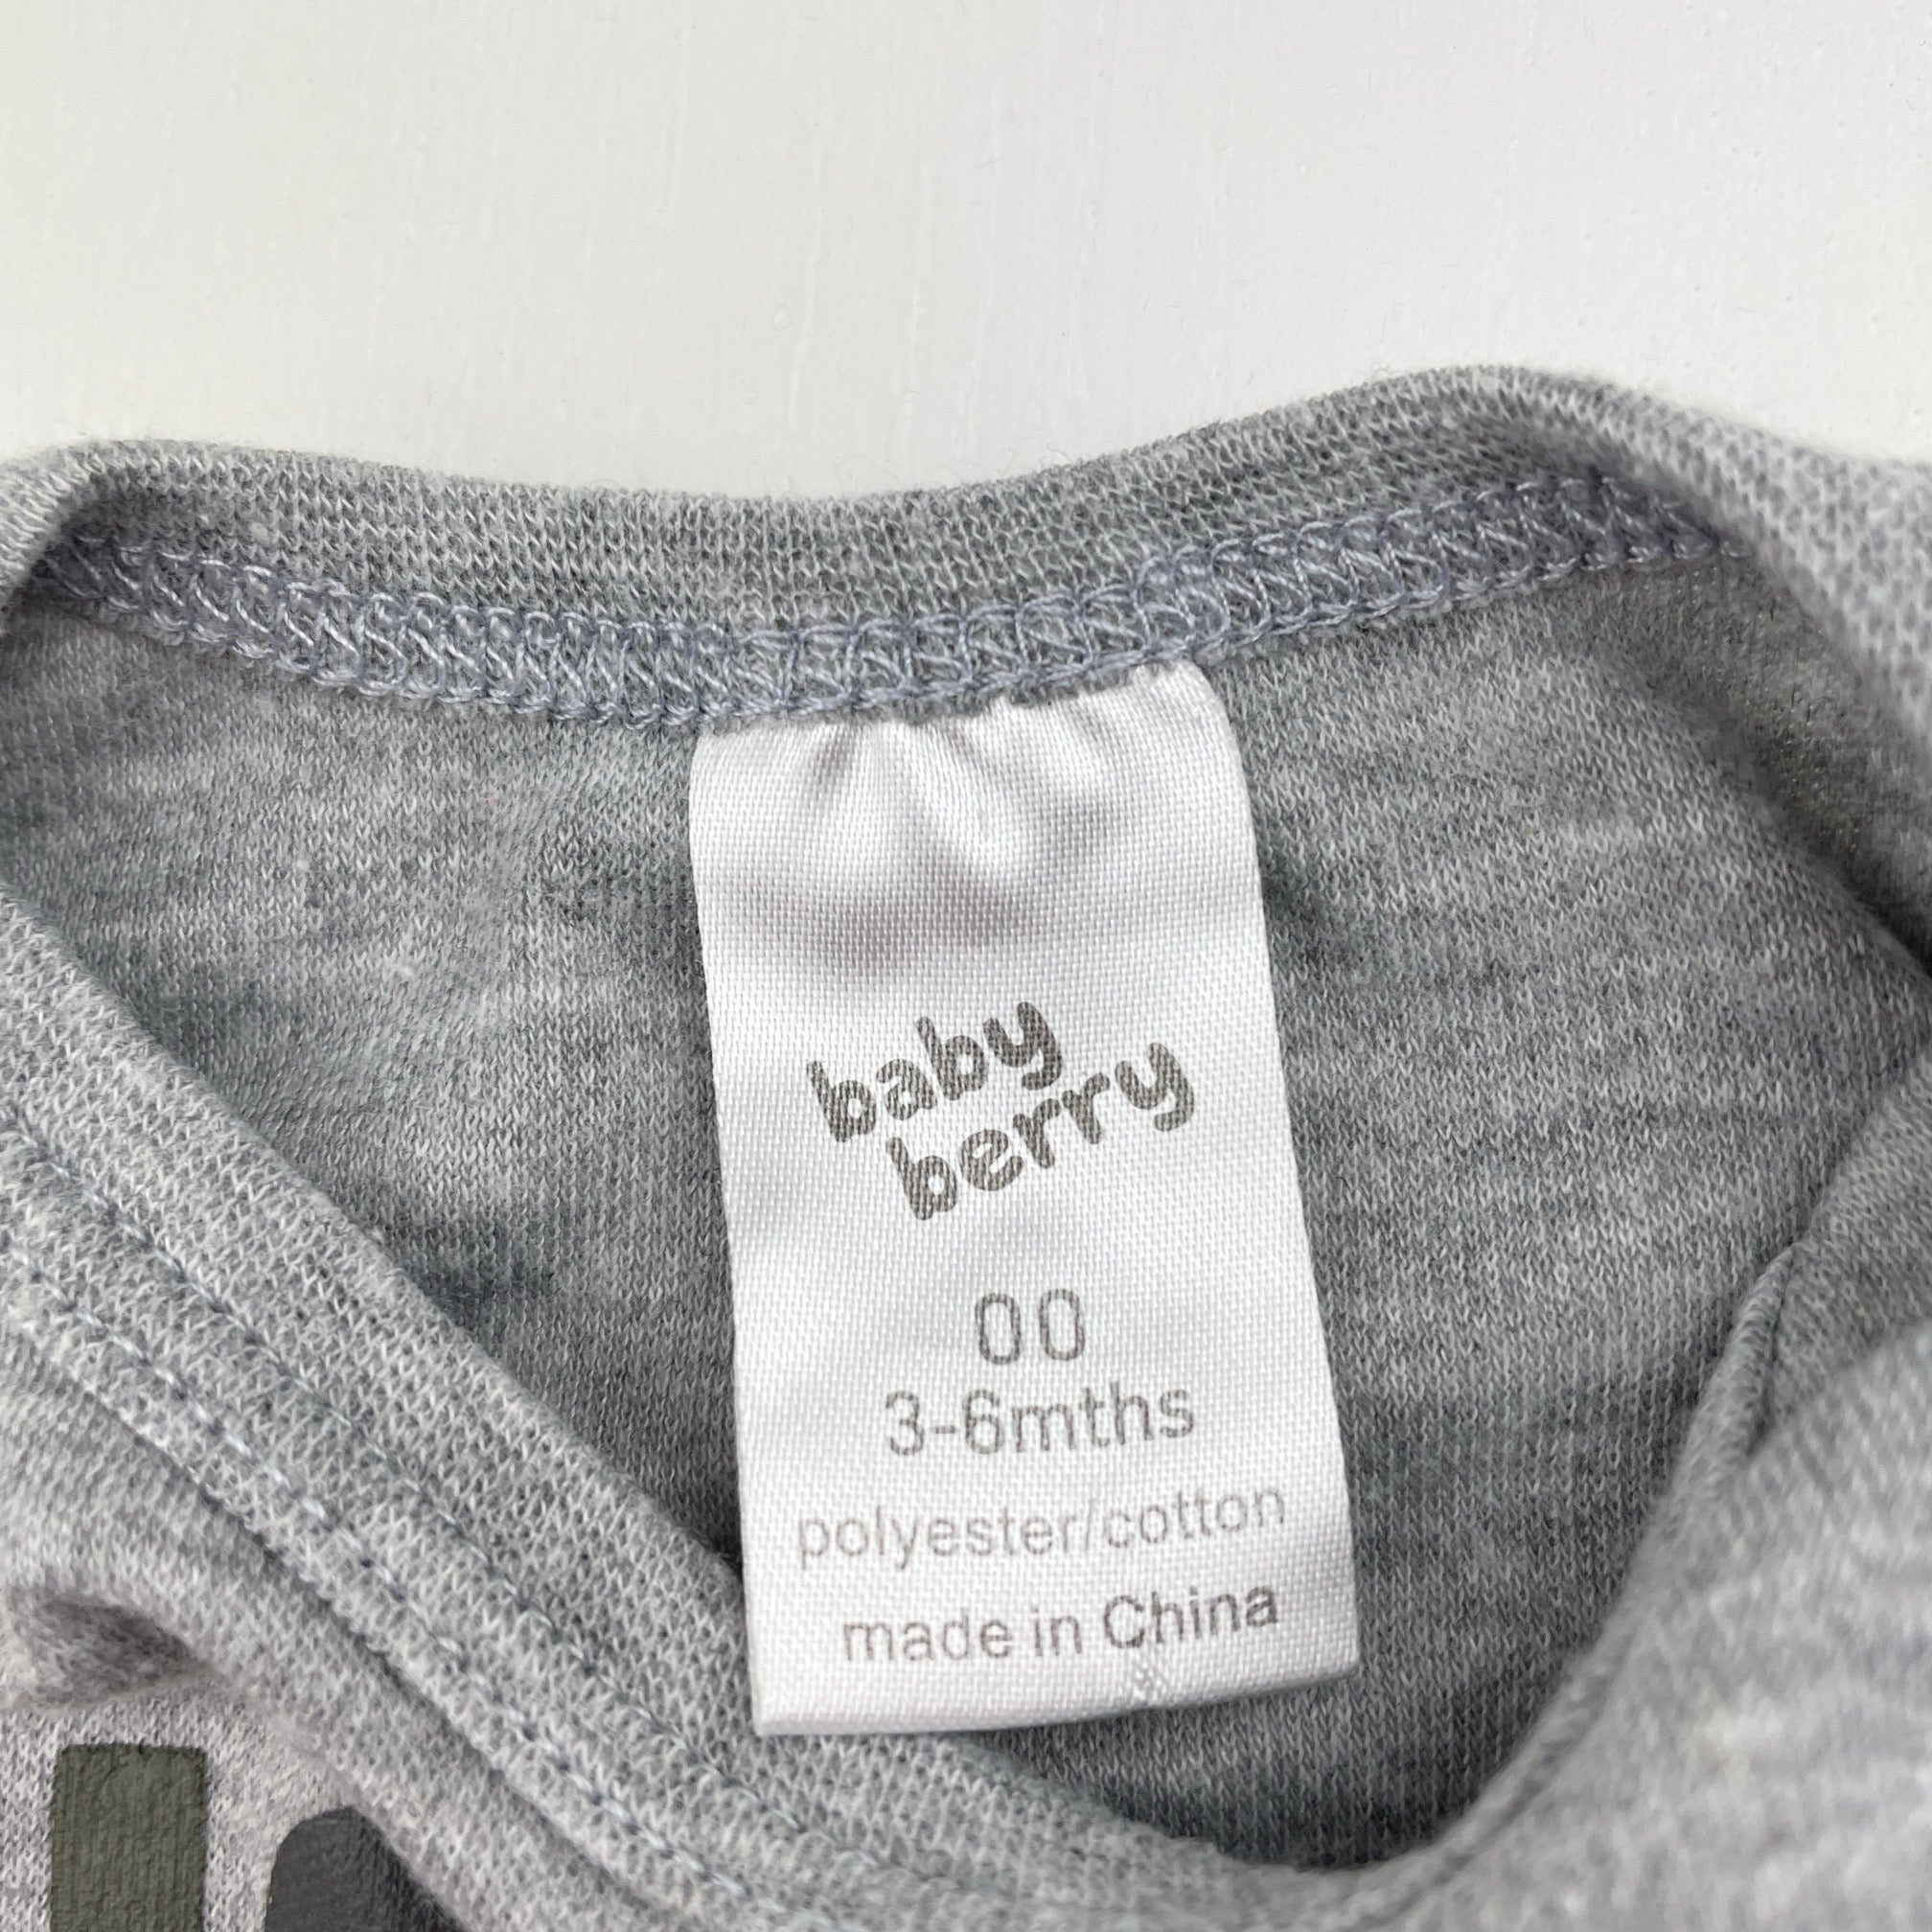 baby
berry
00
3-6mths
polyester/cotton
made in China